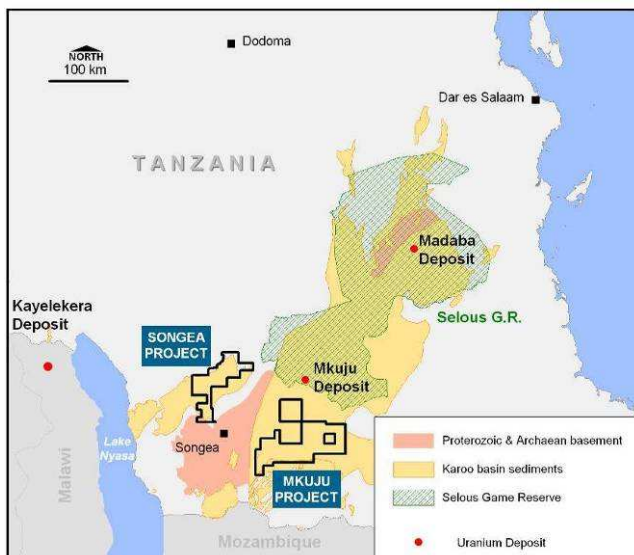 NORTH
100 km
Dodoma
Dar es Salaam
TANZANIA
Madaba
Deposit
Kayelekera
Deposit
Selous G.R.
SONGEA
PROJECT
Mkuju
Deposit
Lake
Nyasa
Songea
Malawi
MKUJU
PROJECT
Mozambique
Proterozoic & Archaean basement
Karoo basin sediments
Selous Game Reserve
Uranium Deposit